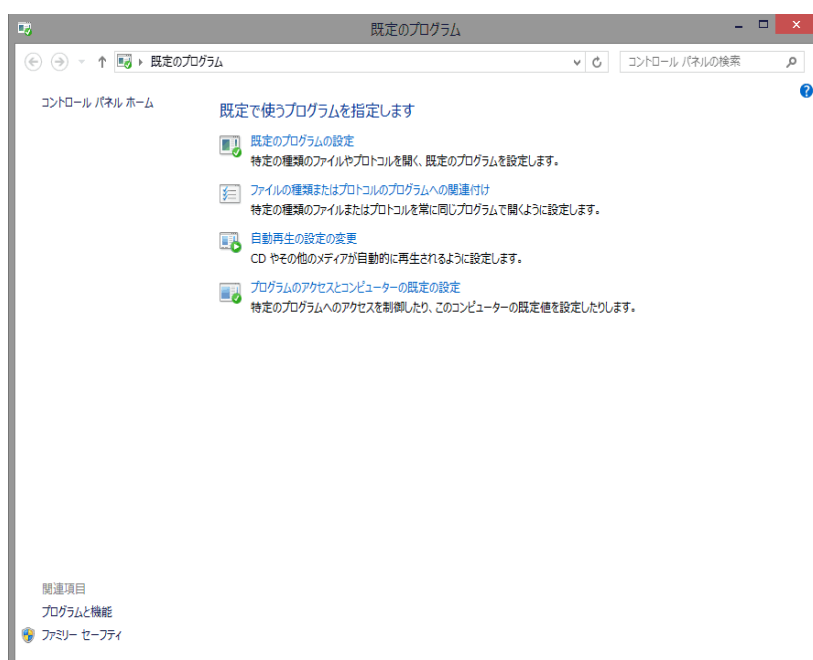 既定のプログラム
既定のプログラム
コントロール パネルの検索
コントロール パネル ホーム
既定で使うプログラムを指定します
既定のプログラムの設定
特定の種類のファイルやプロトコルを開く、既定のプログラムを設定します。
ファイルの種類またはプロトコルのプログラムへの関連付け
特定の種類のファイルまたはプロトコルを常に同じプログラムで開くように設定します。
自動再生の設定の変更
CD やその他のメディアが自動的に再生されるように設定します。
プログラムのアクセスとコンピューターの既定の設定
特定のプログラムへのアクセスを制御したり、このコンピューターの既定値を設定したりします。
関連項目
プログラムと機能
ファミリー セーフティ